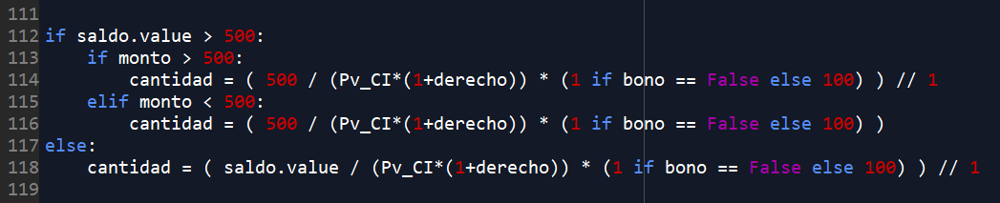 111
112 if saldo.value > 500:
113     if monto > 500:
114         cantidad = ( 500 / (Pv_CI*(1+derecho)) * (1 if bono == False else 100) ) // 1
115     elif monto < 500:
116         cantidad = ( 500 / (Pv_CI*(1+derecho)) * (1 if bono == False else 100) )
117 else:
118     cantidad = ( saldo.value / (Pv_CI*(1+derecho)) * (1 if bono == False else 100) ) // 1
119